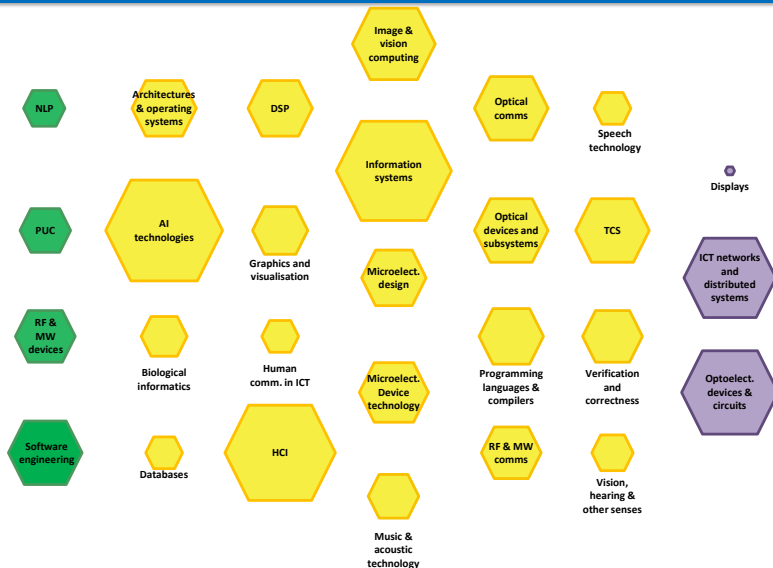 Image &
vision
computing
NLP
Architectures
& operating
systems
DSP
Optical
comms
Speech
technology
Information
systems
Displays
PUC
AI
technologies
Graphics and
visualisation
Optical
devices and
subsystems
TCS
Microelect.
design
ICT networks
and
distributed
systems
RF &
MW
devices
Biological
informatics
Human
comm. in ICT
Microelect.
Device
technology
Programming
languages &
compilers
Verification
and
correctness
Optoelect.
devices &
circuits
Software
engineering
Databases
HCI
RF & MW
comms
Vision,
hearing &
other senses
Music &
acoustic
technology